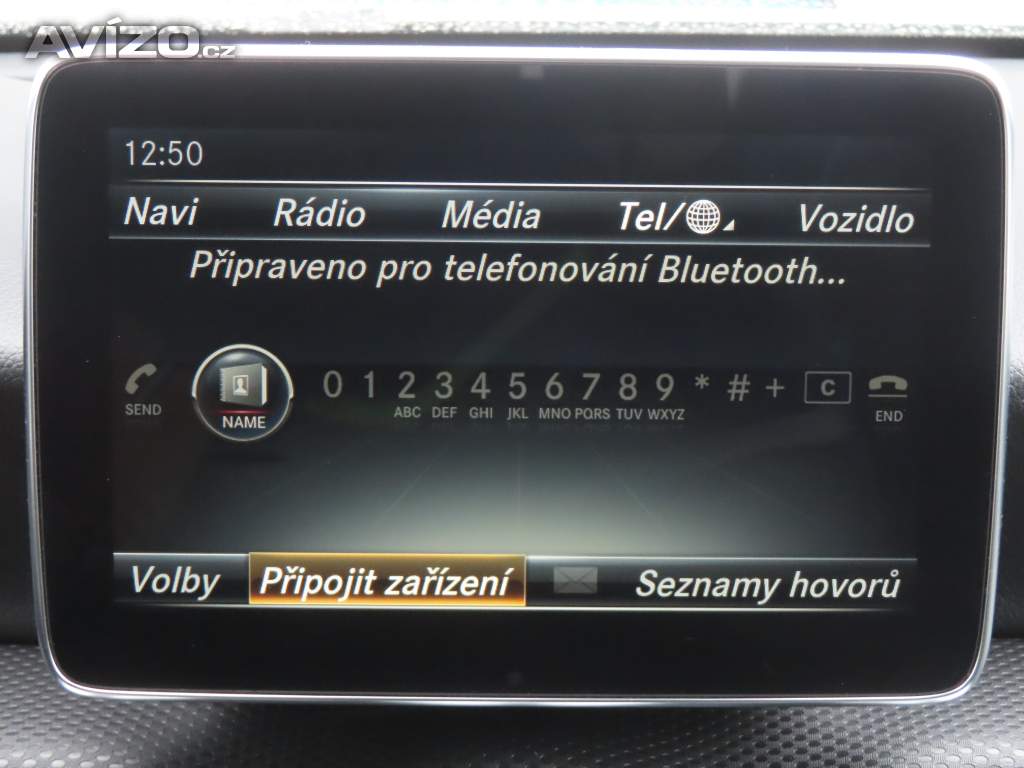 AVÍZO.cz
12:50
Navi Rádio Média Tel/ Vozidlo
Připraveno pro telefonování Bluetooth...
0 1 2 3 4 5 6 7 8 9 * # + C
SEND NAME ABC DEF GHI JKL MNO PQRS TUV WXYZ END
Volby Připojit zařízení Seznamy hovorů